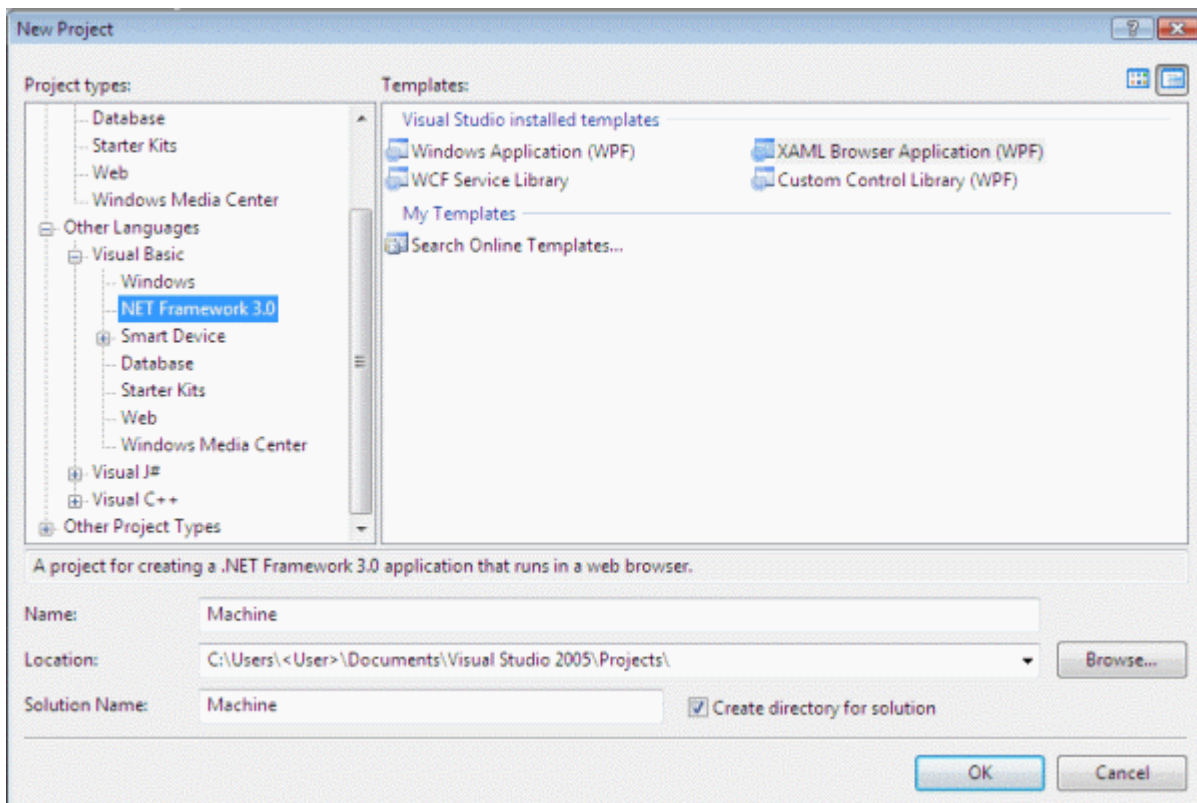 New Project
Project types:
Templates:
Database
Starter Kits
Web
Windows Media Center
Other Languages
Visual Basic
Windows
NET Framework 3.0
Smart Device
Database
Starter Kits
Web
Windows Media Center
Visual J#
Visual C++
Other Project Types
Visual Studio installed templates
Windows Application (WPF)
XAML Browser Application (WPF)
WCF Service Library
Custom Control Library (WPF)
My Templates
Search Online Templates...
A project for creating a .NET Framework 3.0 application that runs in a web browser.
Name:
Machine
Location:
C:\Users\<User>\Documents\Visual Studio 2005\Projects\
Browse...
Solution Name:
Machine
Create directory for solution
OK
Cancel